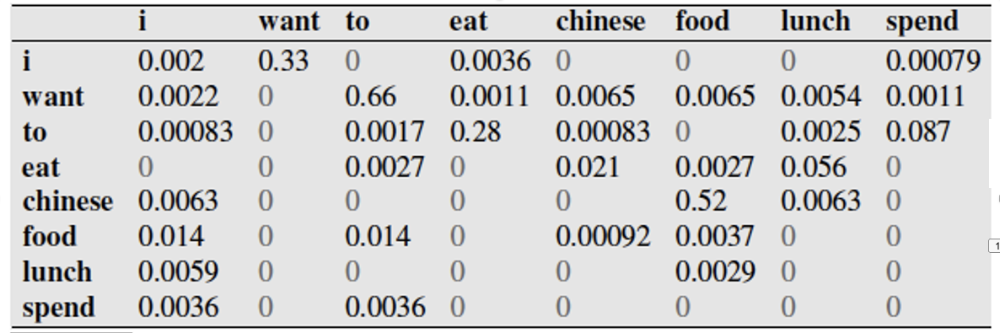 i want to eat chinese food lunch spend
i 0.002 0.33 0 0.0036 0 0 0 0.00079
want 0.0022 0 0.66 0.0011 0.0065 0.0065 0.0054 0.0011
to 0.00083 0 0.0017 0.28 0.00083 0 0.0025 0.087
eat 0 0 0.0027 0 0.021 0.0027 0.056 0
chinese 0.0063 0 0 0 0 0.52 0.0063 0
food 0.014 0 0.014 0 0.00092 0.0037 0 0
lunch 0.0059 0 0 0 0 0.0029 0 0
spend 0.0036 0 0.0036 0 0 0 0 0
1